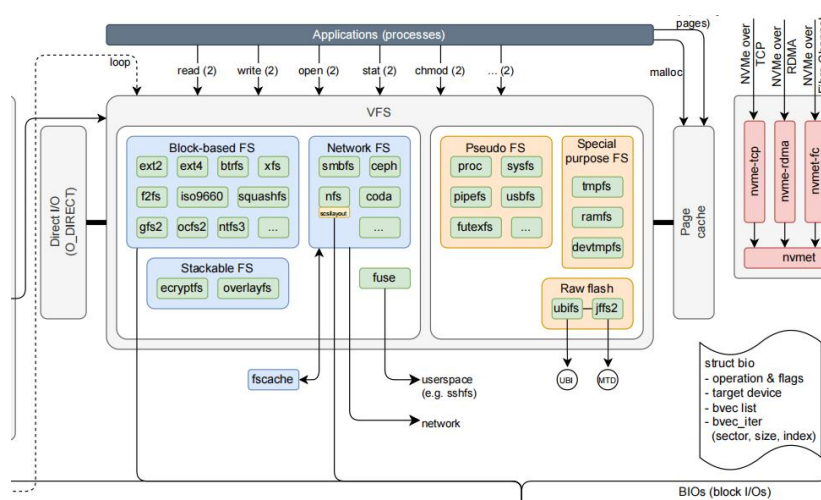 Applications (processes)
pages)
loop
read (2)
write (2)
open (2)
stat (2)
chmod (2)
... (2)
malloc
NVMe over
TCP
NVMe over
RDMA
NVMe over
VFS
Direct I/O
(O_DIRECT)
Block-based FS
ext2
ext4
btrfs
xfs
f2fs
iso9660
squashfs
gfs2
ocfs2
ntfs3
...
Stackable FS
ecryptfs
overlayfs
Network FS
smbfs
ceph
nfs
coda
scsilayout
...
fuse
Pseudo FS
proc
sysfs
pipefs
usbfs
futexfs
...
Special
purpose FS
tmpfs
ramfs
devtmpfs
Raw flash
ubifs
jffs2
Page
cache
nvme-tcp
nvme-rdma
nvmet-fc
nvmet
fscache
userspace
(e.g. sshfs)
network
UBI
MTD
struct bio
- operation & flags
- target device
- bvec list
- bvec_iter
(sector, size, index)
BIOs (block I/Os)